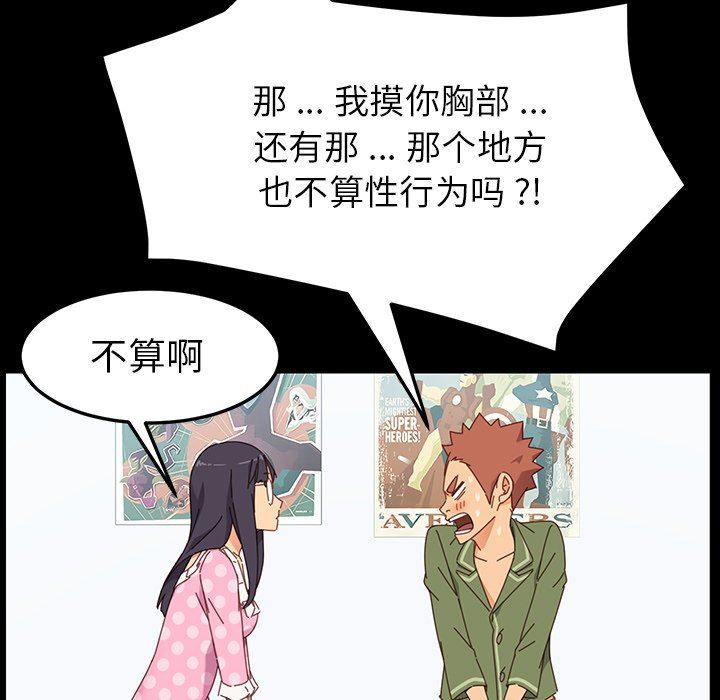 那 ... 我摸你胸部 ...
还有那 ... 那个地方
也不算性行为吗 ?!
不算啊
EARTH'S
MIGHTIEST
SUPER-
HEROES!